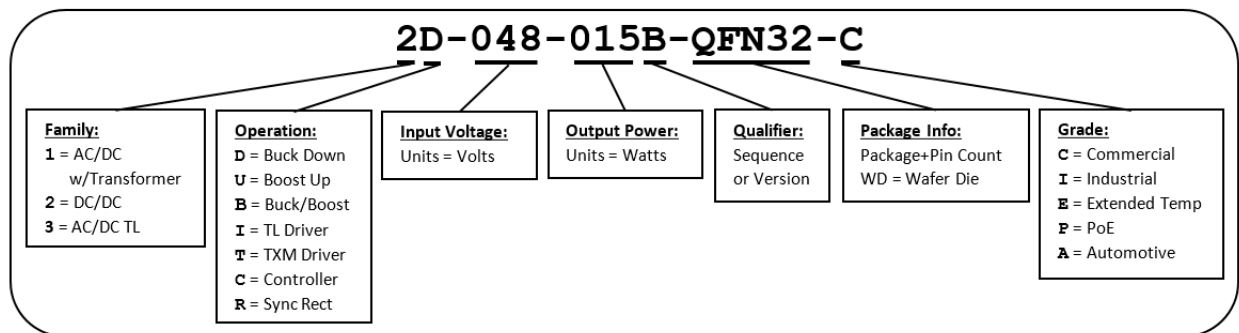 2D-048-015B-QFN32-C
Family:
1 = AC/DC
w/Transformer
2 = DC/DC
3 = AC/DC TL
Operation:
D = Buck Down
U = Boost Up
B = Buck/Boost
I = TL Driver
T = TXM Driver
C = Controller
R = Sync Rect
Input Voltage:
Units = Volts
Output Power:
Units = Watts
Qualifier:
Sequence
or Version
Package Info:
Package+Pin Count
WD = Wafer Die
Grade:
C = Commercial
I = Industrial
E = Extended Temp
P = PoE
A = Automotive